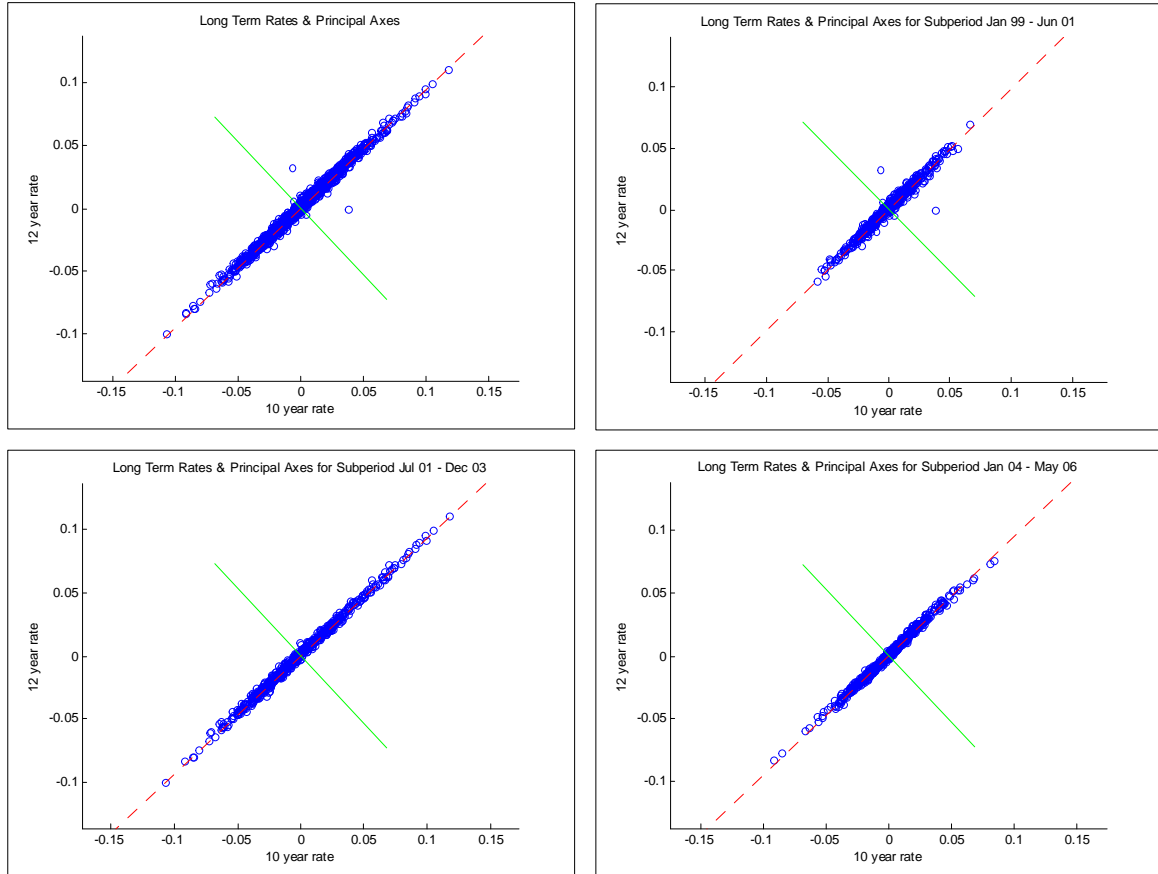 Long Term Rates & Principal Axes
0.1
0.05
0
-0.05
-0.1
12 year rate
-0.15 -0.1 -0.05 0 0.05 0.1 0.15
10 year rate
Long Term Rates & Principal Axes for Subperiod Jan 99 - Jun 01
0.1
0.05
0
-0.05
-0.1
12 year rate
-0.15 -0.1 -0.05 0 0.05 0.1 0.15
10 year rate
Long Term Rates & Principal Axes for Subperiod Jul 01 - Dec 03
0.1
0.05
0
-0.05
-0.1
12 year rate
-0.15 -0.1 -0.05 0 0.05 0.1 0.15
10 year rate
Long Term Rates & Principal Axes for Subperiod Jan 04 - May 06
0.1
0.05
0
-0.05
-0.1
12 year rate
-0.15 -0.1 -0.05 0 0.05 0.1 0.15
10 year rate